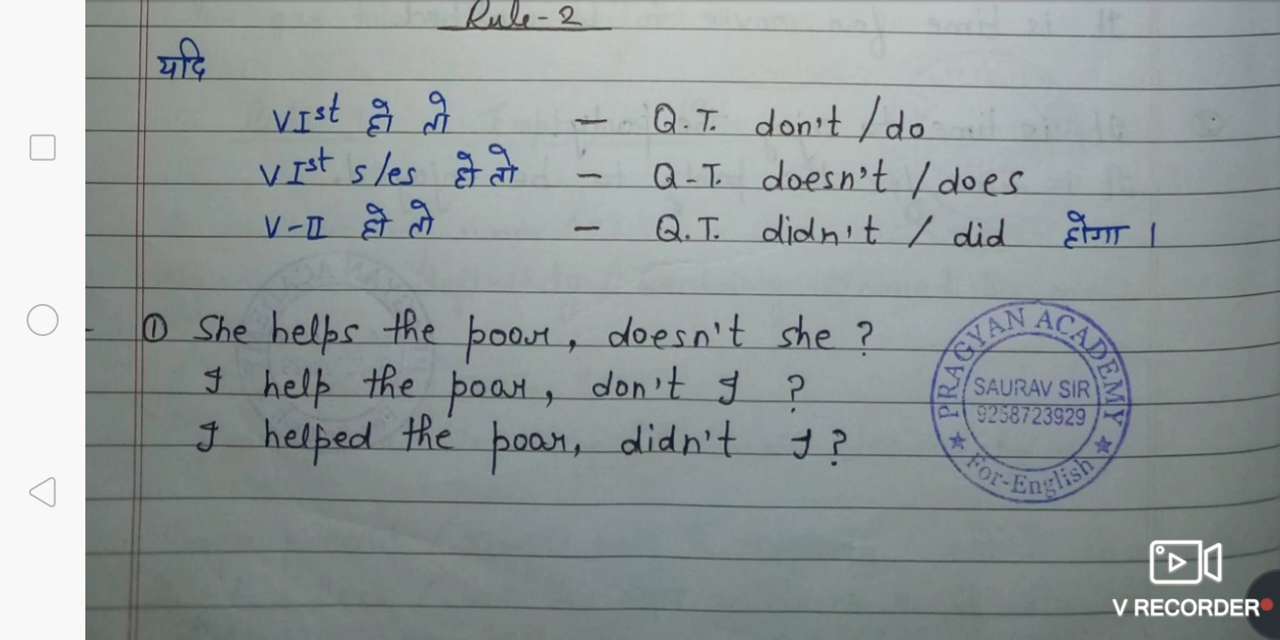 Rule-2
यदि
VIst हो तो – Q.T. don't / do
VIst s/es हो तो – Q.T. doesn't / does
V-II हो तो – Q.T. didn't / did होगा ।
① She helps the poor, doesn't she ?
I help the poor, don't I ?
I helped the poor, didn't I ?
PRAGYAN ACADEMY
SAURAV SIR
9258723929
★ For-English ★
V RECORDER